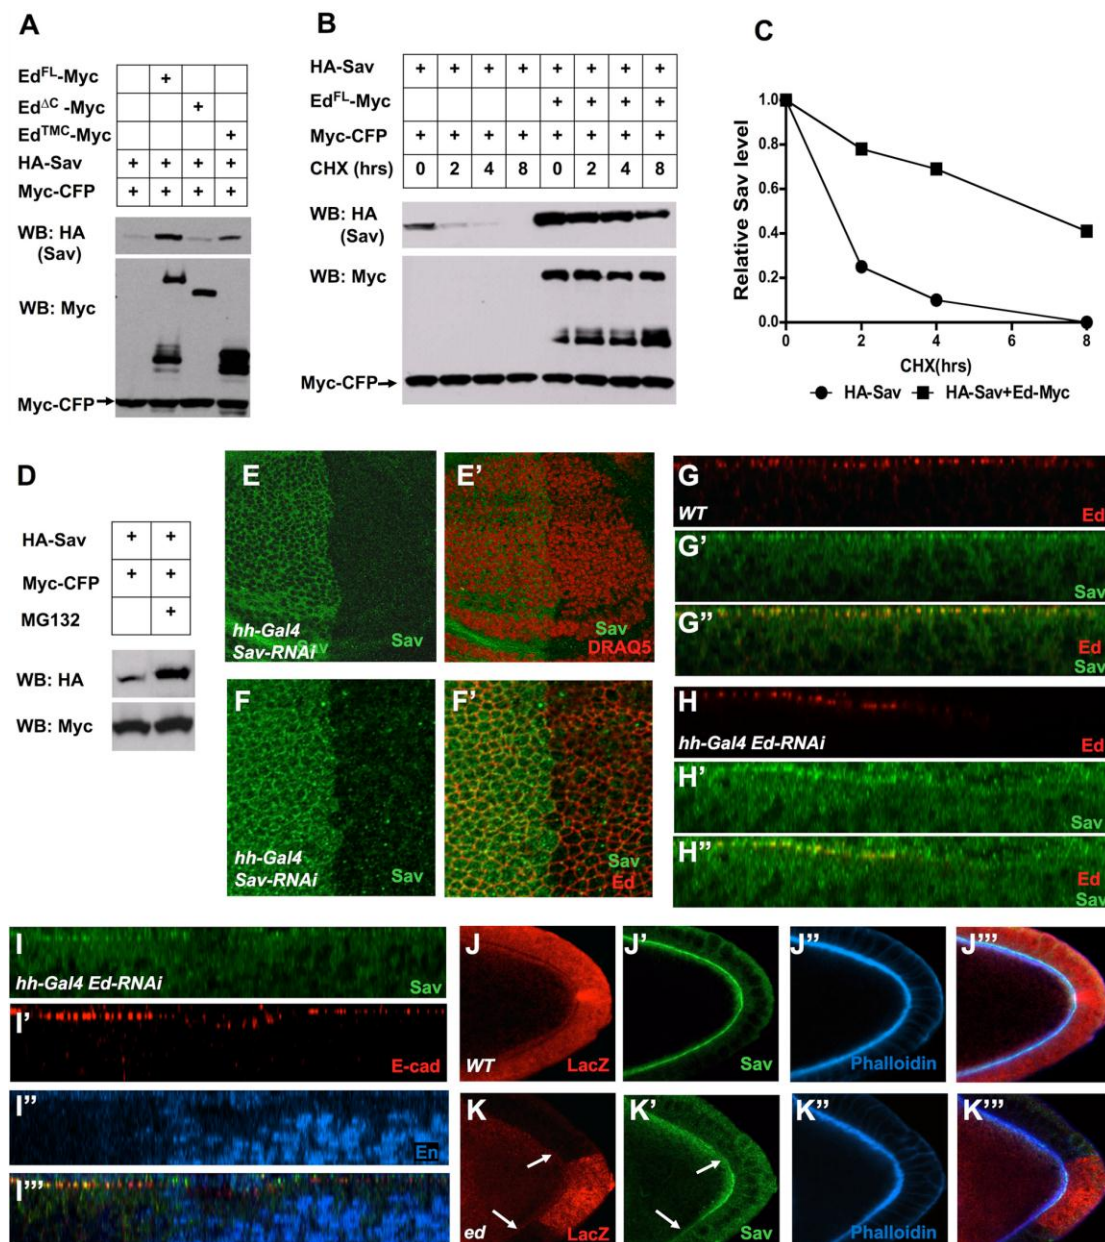 A
Ed^FL-Myc +
Ed^ΔC -Myc +
Ed^TMC-Myc +
HA-Sav + + + +
Myc-CFP + + + +
WB: HA
(Sav)
WB: Myc
Myc-CFP
B
HA-Sav + + + + + + + +
Ed^FL-Myc + + + +
Myc-CFP + + + + + + + +
CHX (hrs) 0 2 4 8 0 2 4 8
WB: HA
(Sav)
WB: Myc
Myc-CFP
C
Relative Sav level
1.0
0.8
0.6
0.4
0.2
0.0
0 2 4 6 8
CHX(hrs)
HA-Sav HA-Sav+Ed-Myc
D
HA-Sav + +
Myc-CFP + +
MG132 +
WB: HA
WB: Myc
E
hh-Gal4
Sav-RNAi
Sav
Sav
E'
Sav
DRAQ5
F
hh-Gal4
Sav-RNAi
Sav
F'
Sav
Ed
G
WT
Ed
G'
Sav
G''
Ed
Sav
H
hh-Gal4 Ed-RNAi
Ed
H'
Sav
H''
Ed
Sav
I
hh-Gal4 Ed-RNAi
Sav
I'
E-cad
I''
En
I'''
J
WT
LacZ
J'
Sav
J''
Phalloidin
J'''
K
ed
LacZ
K'
Sav
K''
Phalloidin
K'''